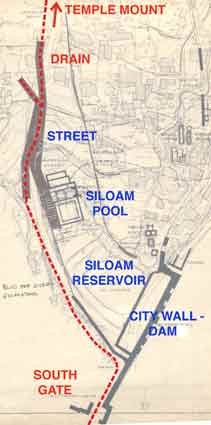 TEMPLE MOUNT
DRAIN
STREET
SILOAM
POOL
SILOAM
RESERVOIR
CITY WALL -
DAM
SOUTH
GATE